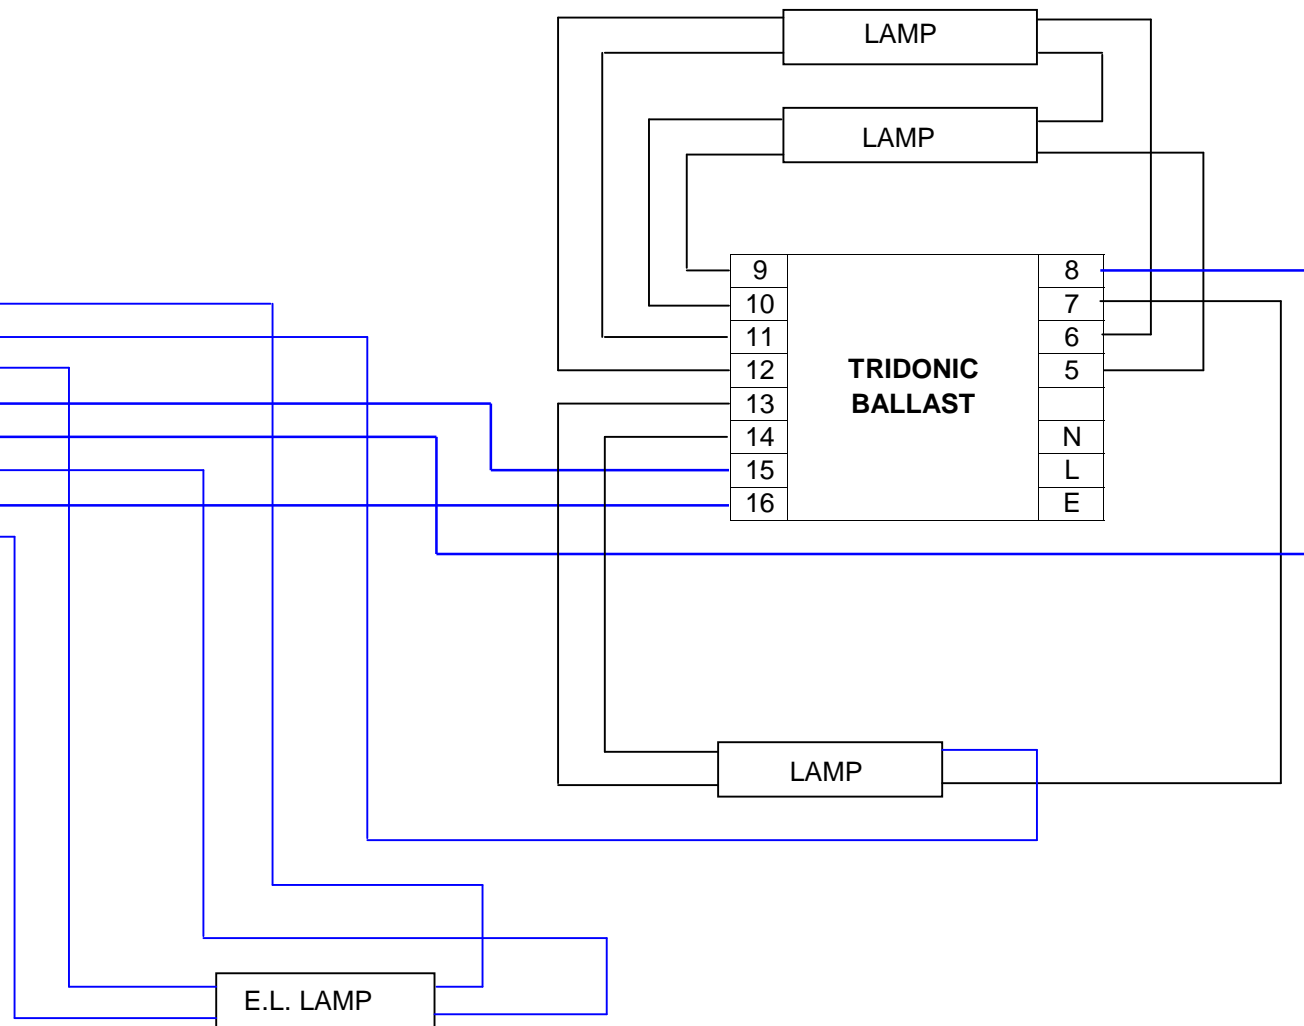 LAMP
LAMP
9 8
10 7
11 6
12 TRIDONIC 5
13 BALLAST
14 N
15 L
16 E
LAMP
E.L. LAMP